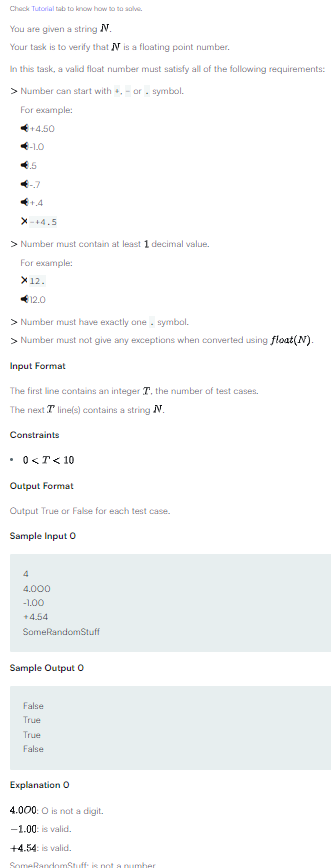 Check Tutorial tab to know how to to solve.
You are given a string N.
Your task is to verify that N is a floating point number.
In this task, a valid float number must satisfy all of the following requirements:
> Number can start with +, - or . symbol.
For example:
+4.50
-1.0
.5
-.7
+.4
-+4.5
> Number must contain at least 1 decimal value.
For example:
12.
12.0
> Number must have exactly one . symbol.
> Number must not give any exceptions when converted using float(N).
Input Format
The first line contains an integer T, the number of test cases.
The next T line(s) contains a string N.
Constraints
• 0 < T < 10
Output Format
Output True or False for each test case.
Sample Input 0
4
4.0O0
-1.00
+4.54
SomeRandomStuff
Sample Output 0
False
True
True
False
Explanation 0
4.0O0: O is not a digit.
−1.00: is valid.
+4.54: is valid.
SomeRandomStuff: is not a number.